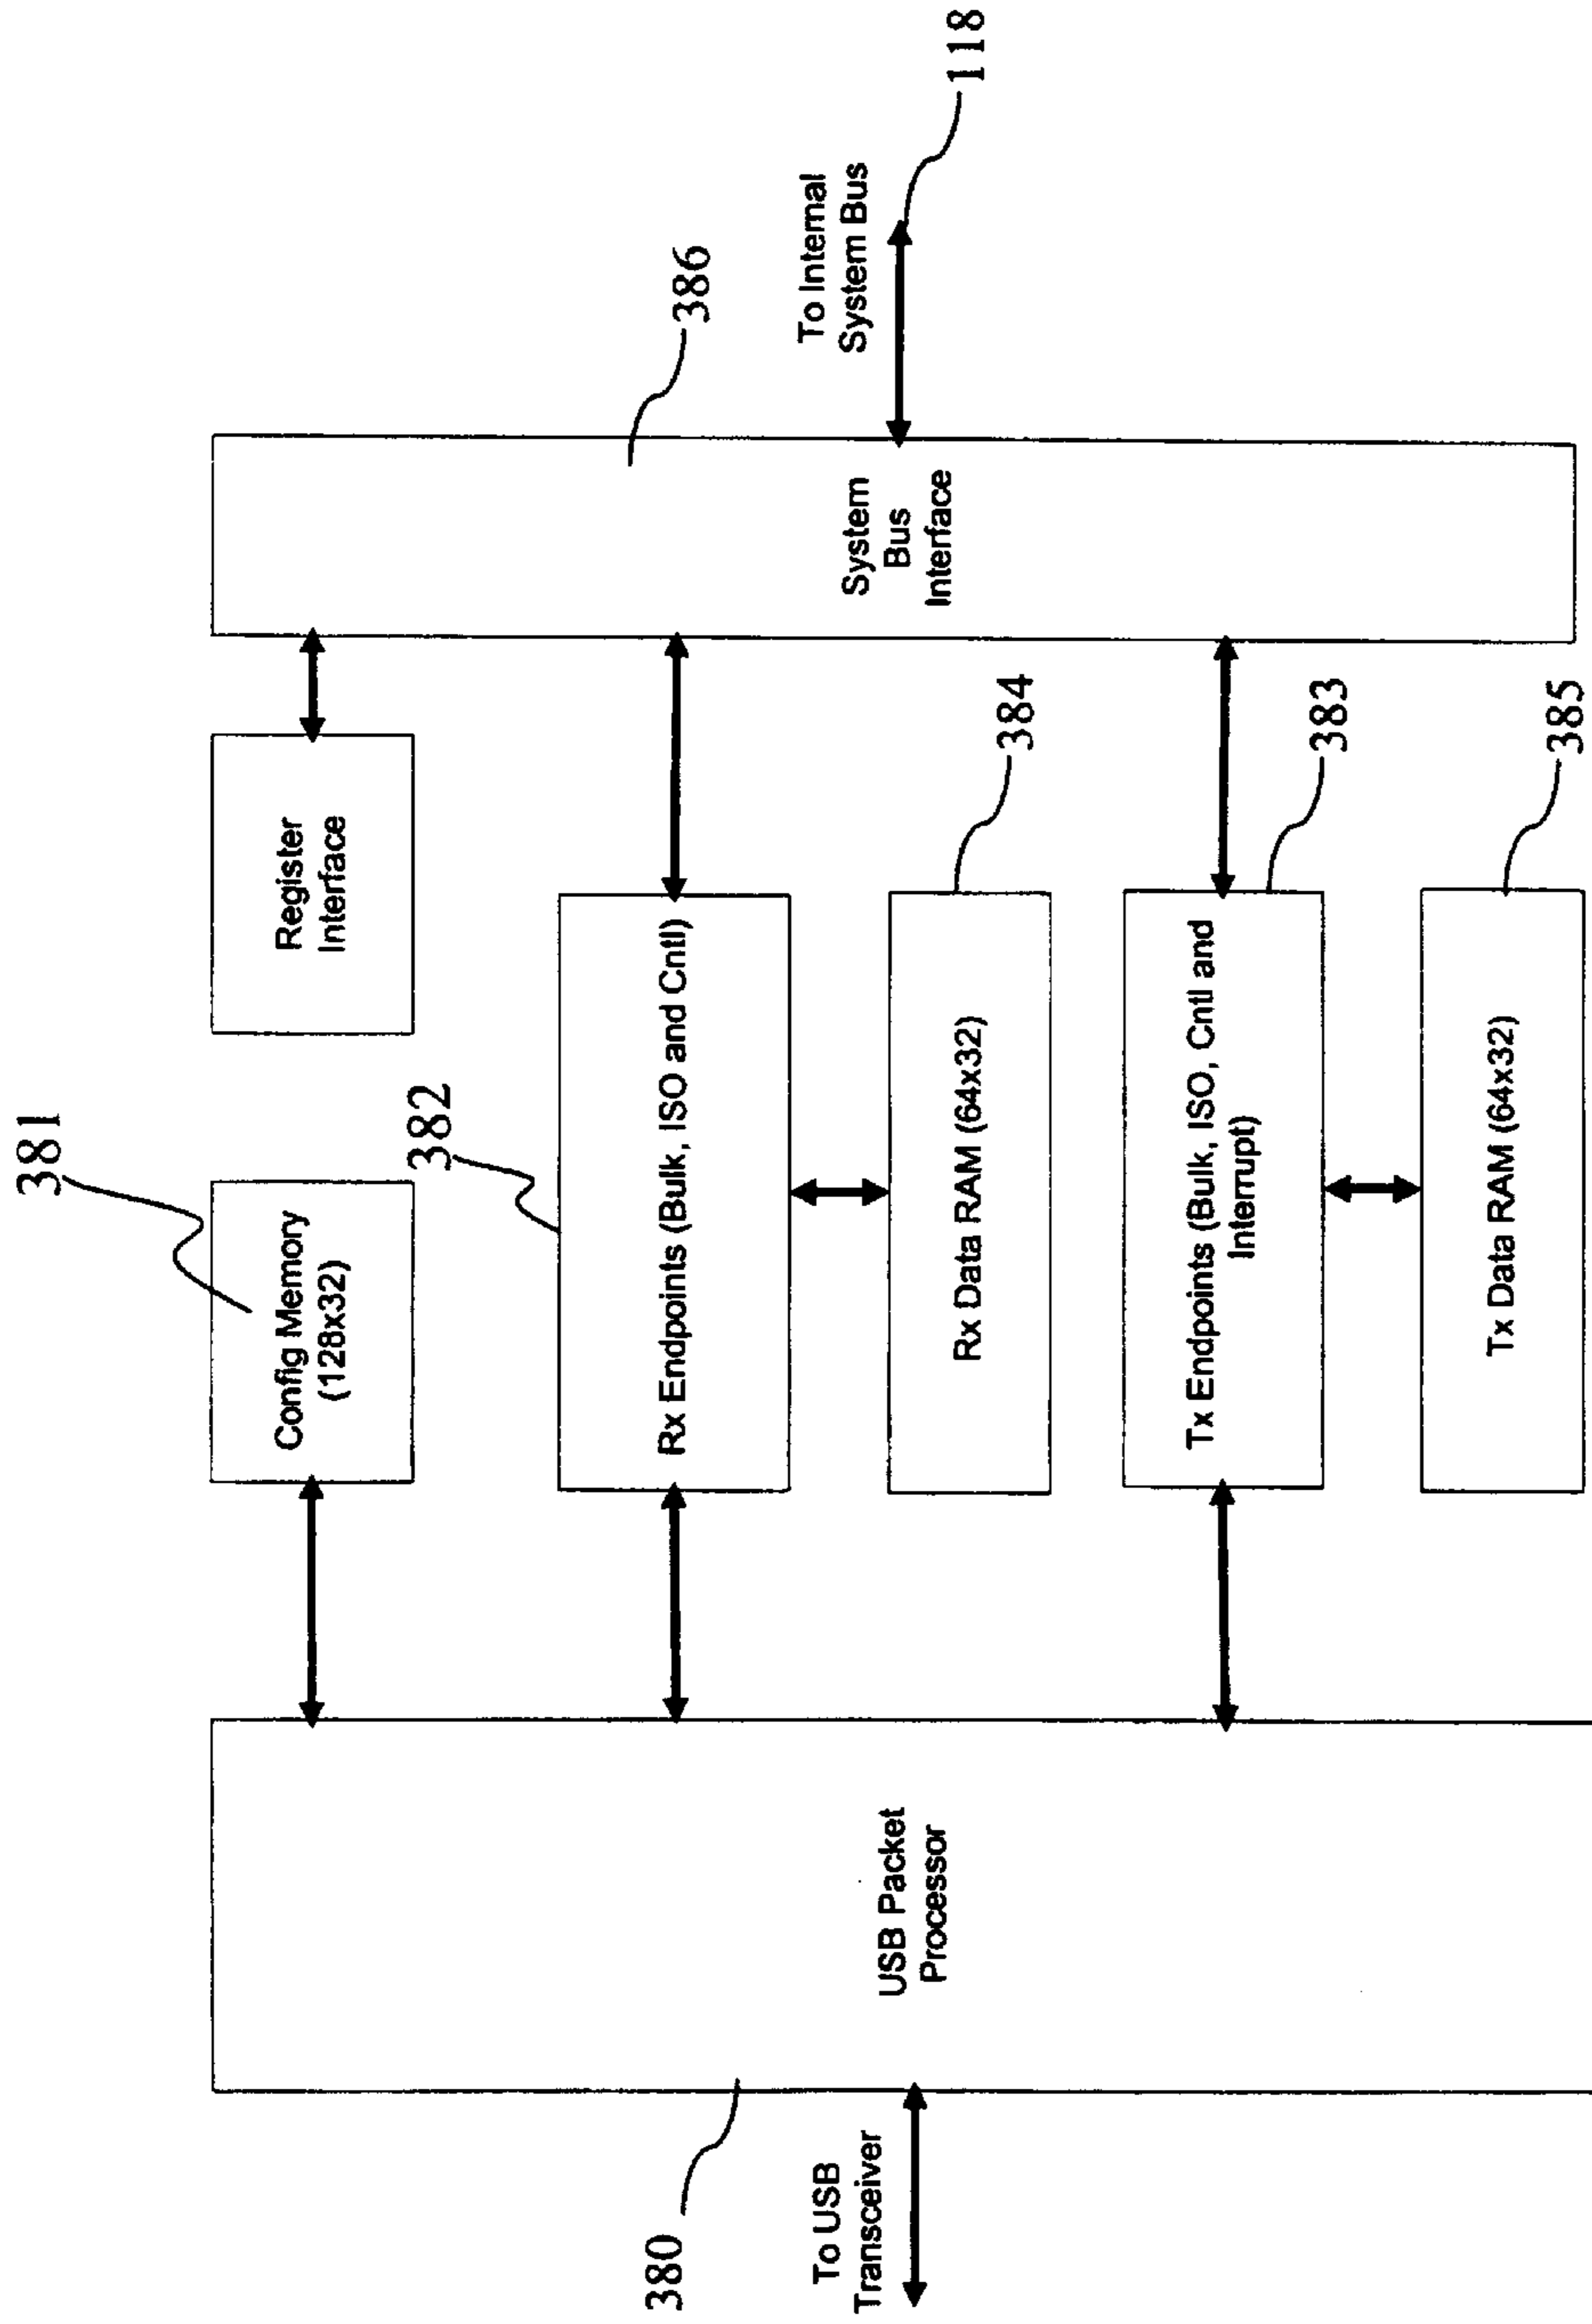 381
382
Config Memory
(128x32)
Register
Interface
386
To Internal
System Bus
118
380
To USB
Transceiver
USB Packet
Processor
Rx Endpoints (Bulk, ISO and Cntl)
System
Bus
Interface
384
Rx Data RAM (64x32)
383
Tx Endpoints (Bulk, ISO, Cntl and
Interrupt)
385
Tx Data RAM (64x32)